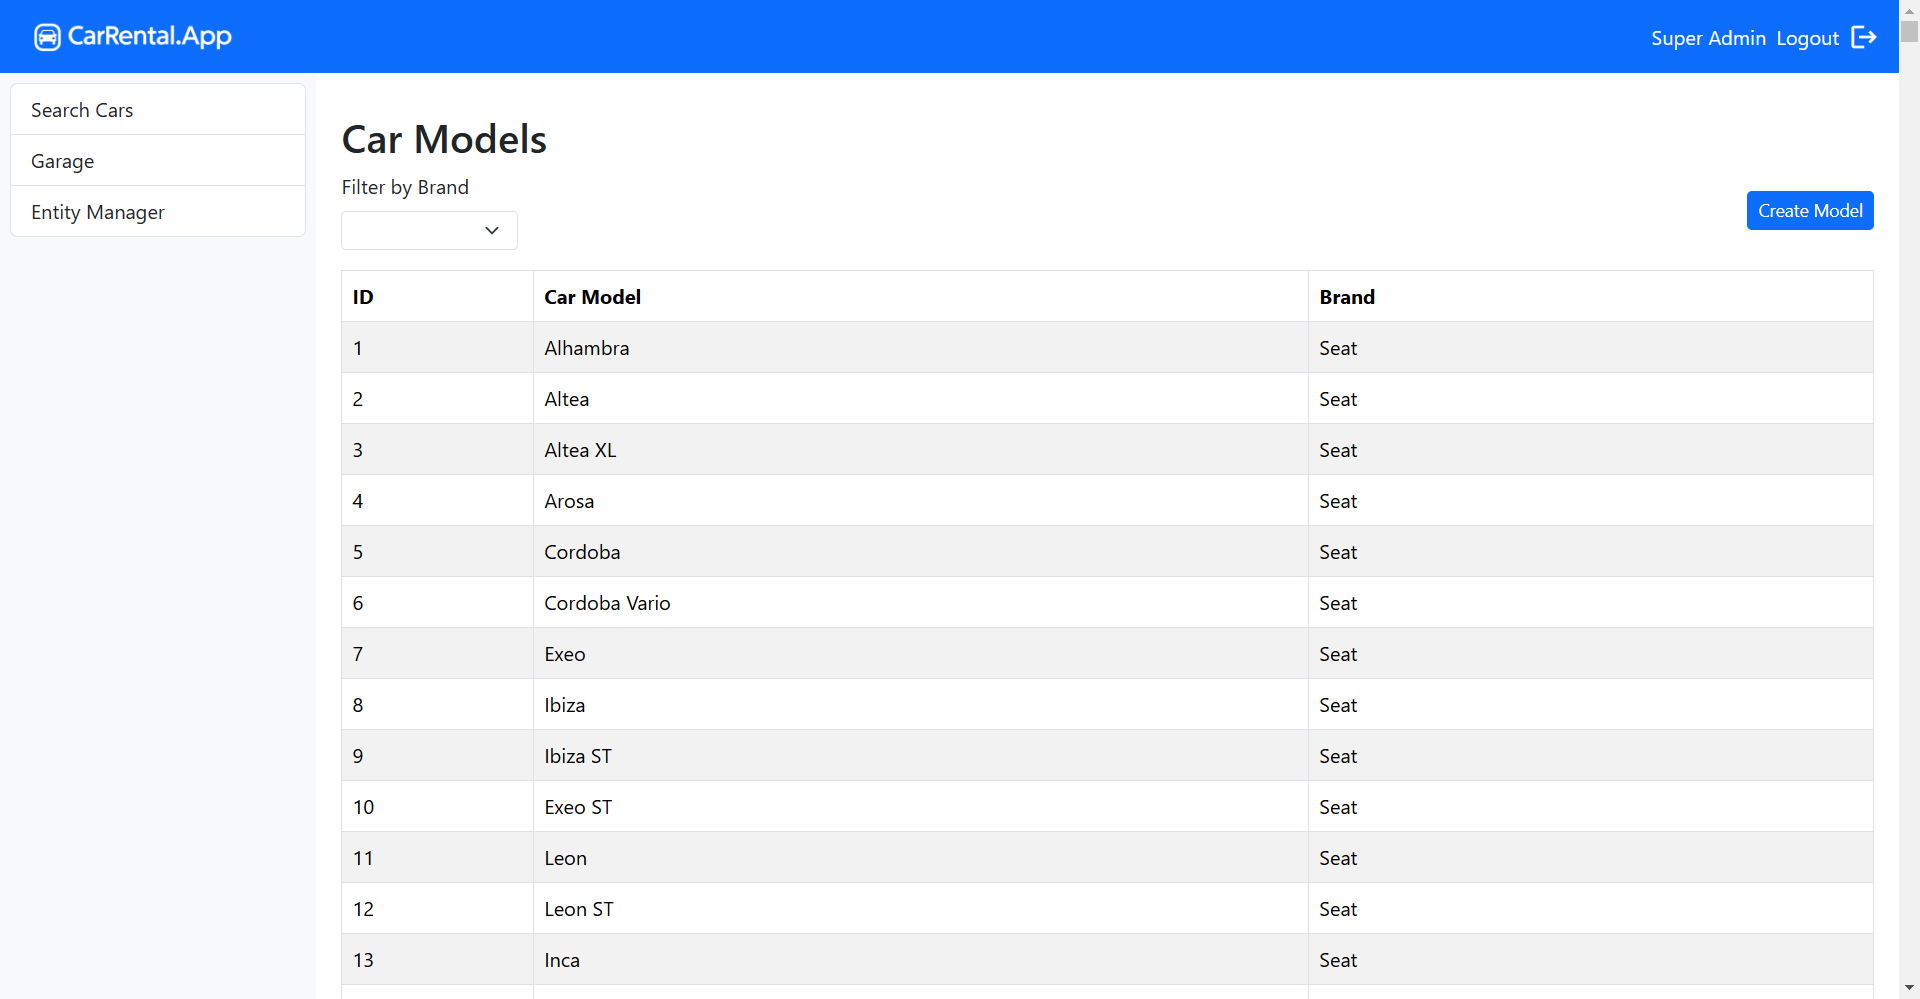 CarRental.App
Super Admin Logout
Search Cars
Garage
Entity Manager
Car Models
Filter by Brand
Create Model
ID Car Model Brand
1 Alhambra Seat
2 Altea Seat
3 Altea XL Seat
4 Arosa Seat
5 Cordoba Seat
6 Cordoba Vario Seat
7 Exeo Seat
8 Ibiza Seat
9 Ibiza ST Seat
10 Exeo ST Seat
11 Leon Seat
12 Leon ST Seat
13 Inca Seat